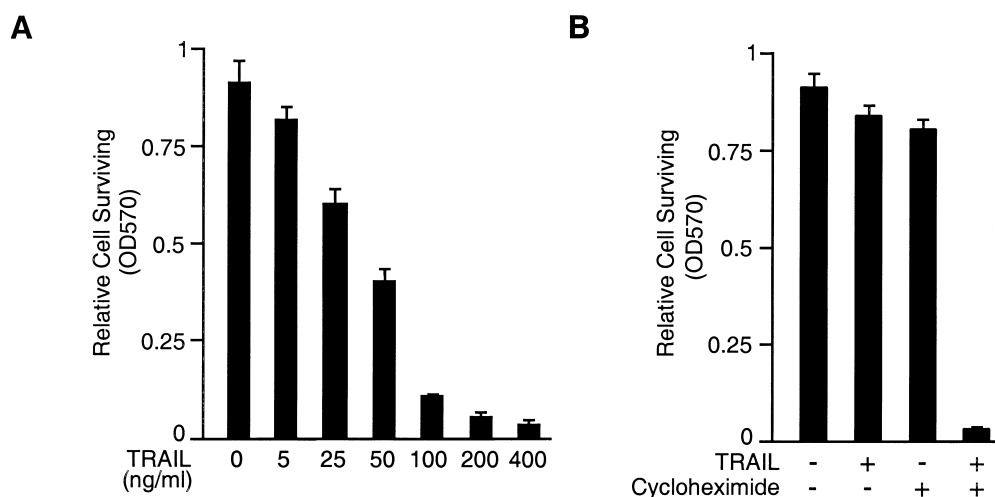 A
Relative Cell Surviving
(OD570)
1
0.75
0.5
0.25
0
TRAIL 0 5 25 50 100 200 400
(ng/ml)
B
Relative Cell Surviving
(OD570)
1
0.75
0.5
0.25
0
TRAIL - + - +
Cycloheximide - - + +